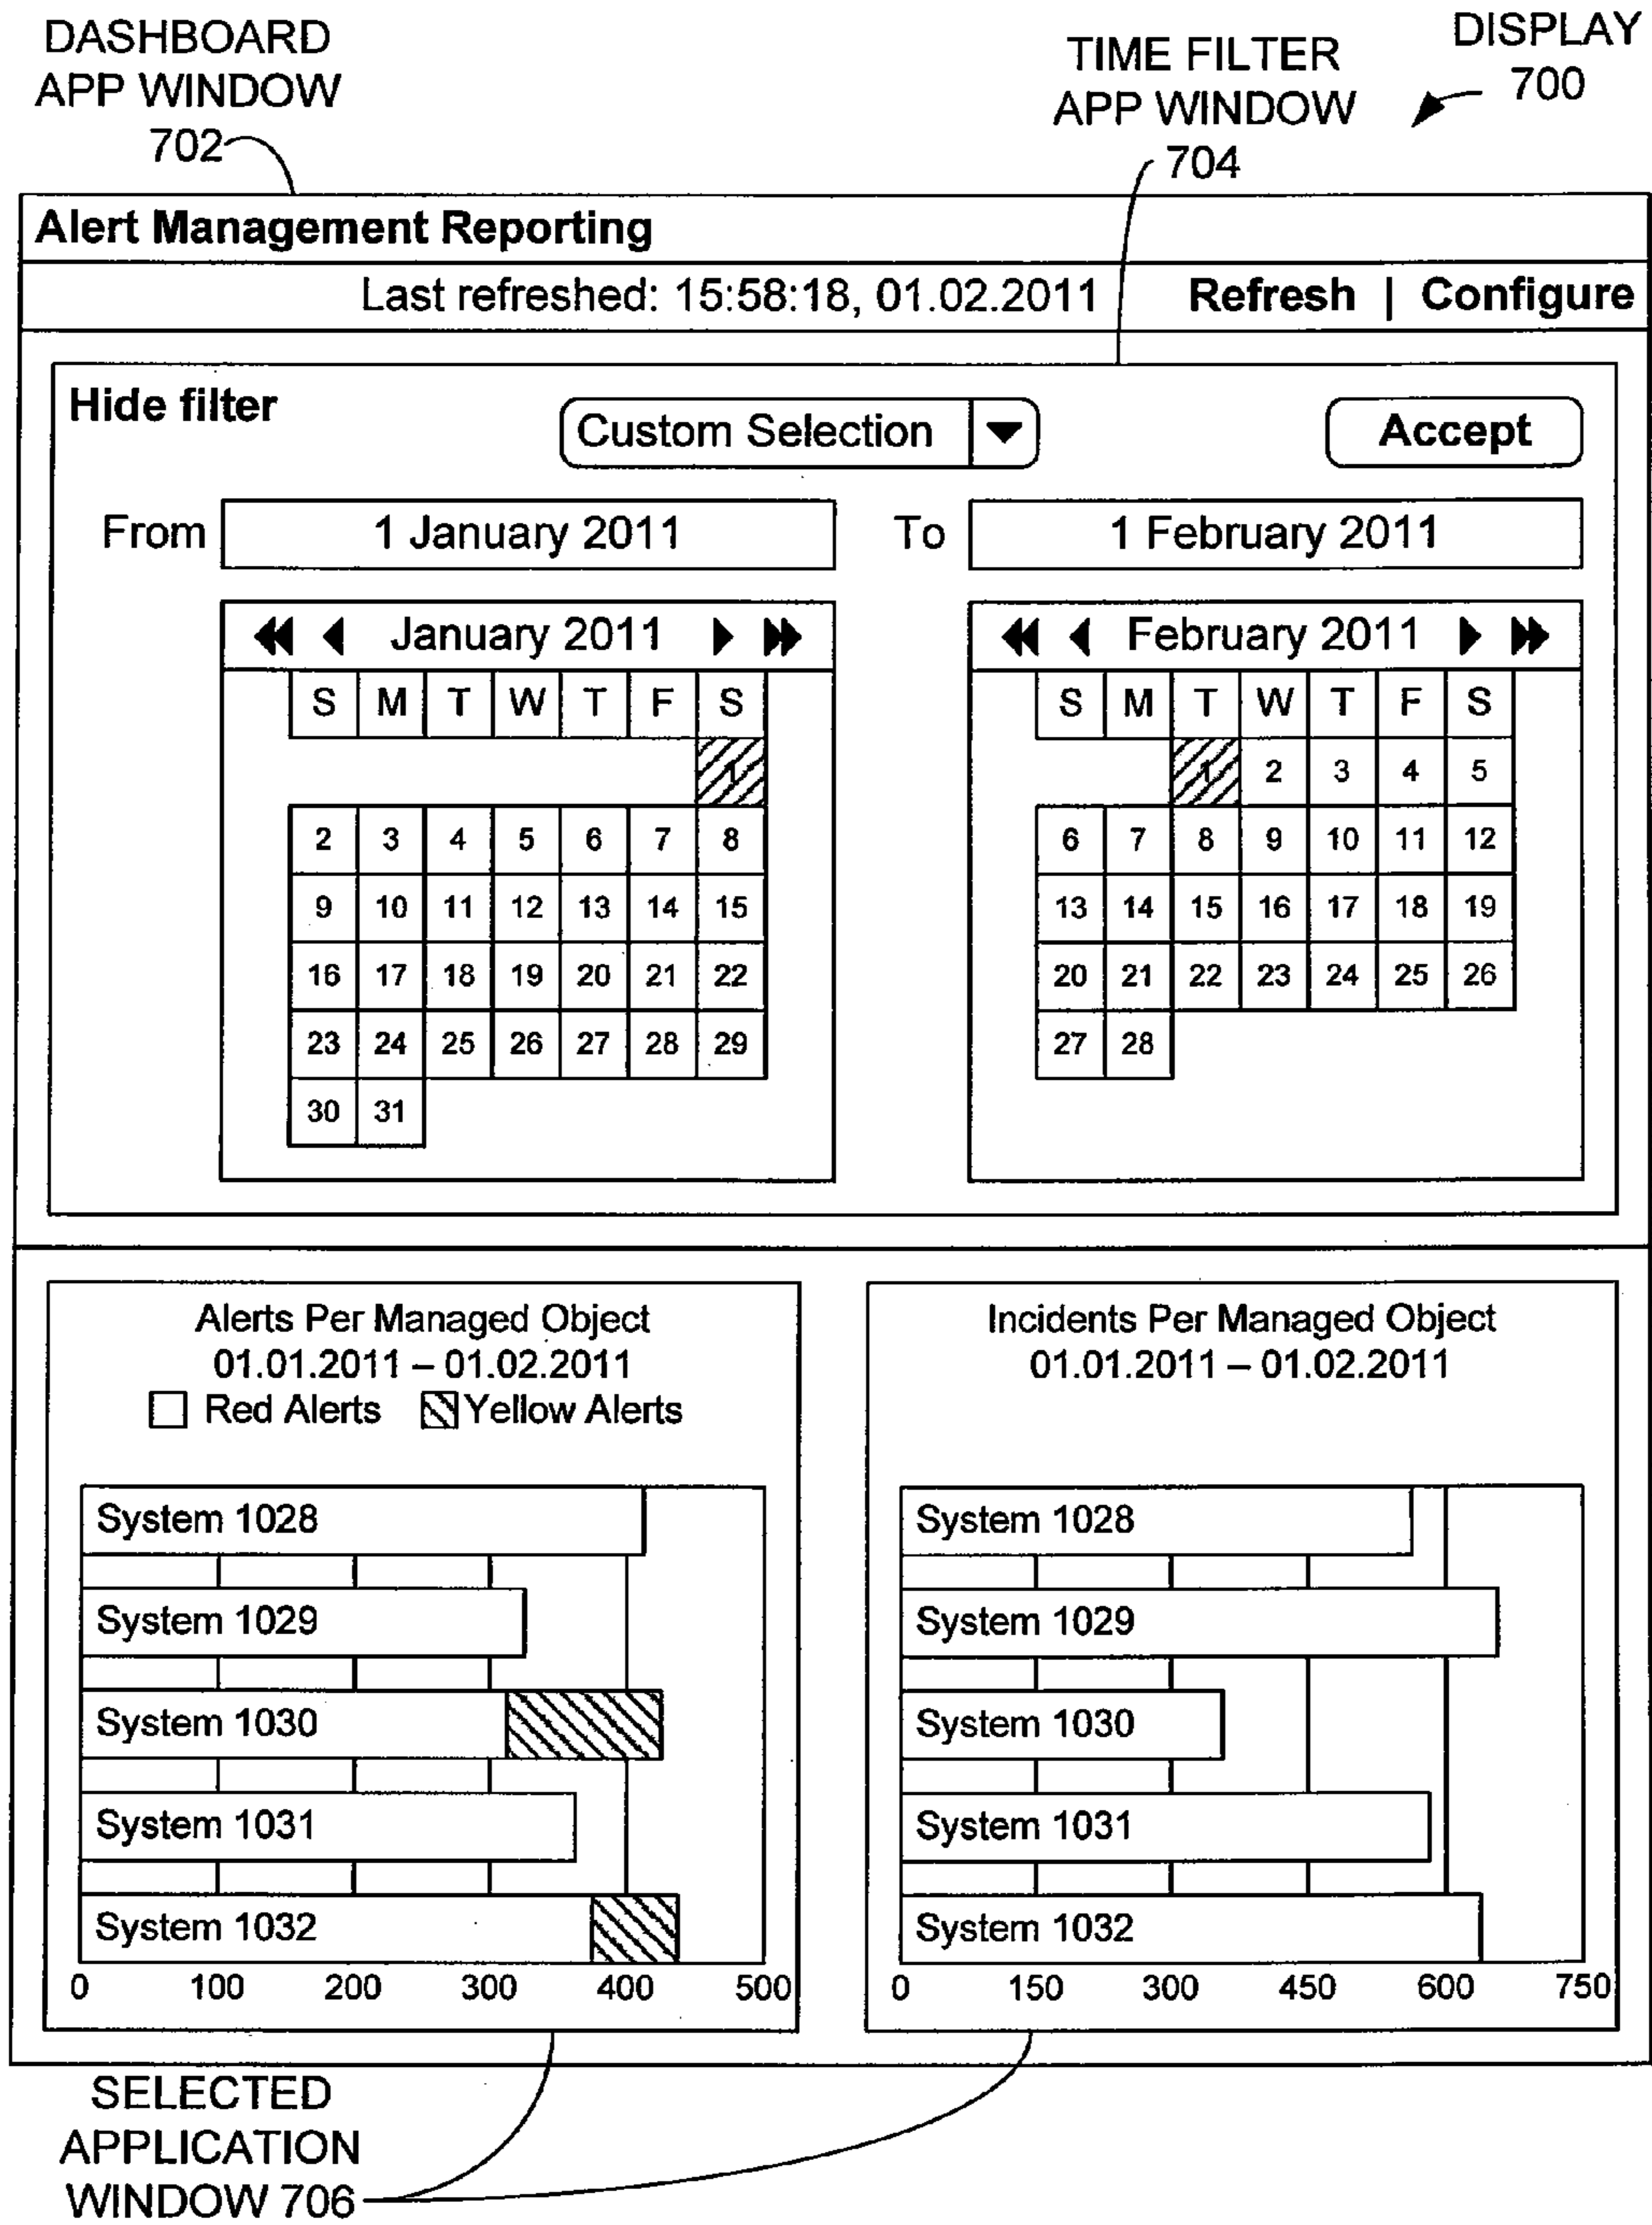 DASHBOARD
APP WINDOW
702
TIME FILTER
APP WINDOW
704
DISPLAY
700
Alert Management Reporting
Last refreshed: 15:58:18, 01.02.2011 Refresh | Configure
Hide filter
Custom Selection
Accept
From 1 January 2011 To 1 February 2011
January 2011
S M T W T F S
1
2 3 4 5 6 7 8
9 10 11 12 13 14 15
16 17 18 19 20 21 22
23 24 25 26 27 28 29
30 31
February 2011
S M T W T F S
1 2 3 4 5
6 7 8 9 10 11 12
13 14 15 16 17 18 19
20 21 22 23 24 25 26
27 28
Alerts Per Managed Object
01.01.2011 – 01.02.2011
Red Alerts Yellow Alerts
System 1028
System 1029
System 1030
System 1031
System 1032
0 100 200 300 400 500
Incidents Per Managed Object
01.01.2011 – 01.02.2011
System 1028
System 1029
System 1030
System 1031
System 1032
0 150 300 450 600 750
SELECTED
APPLICATION
WINDOW 706